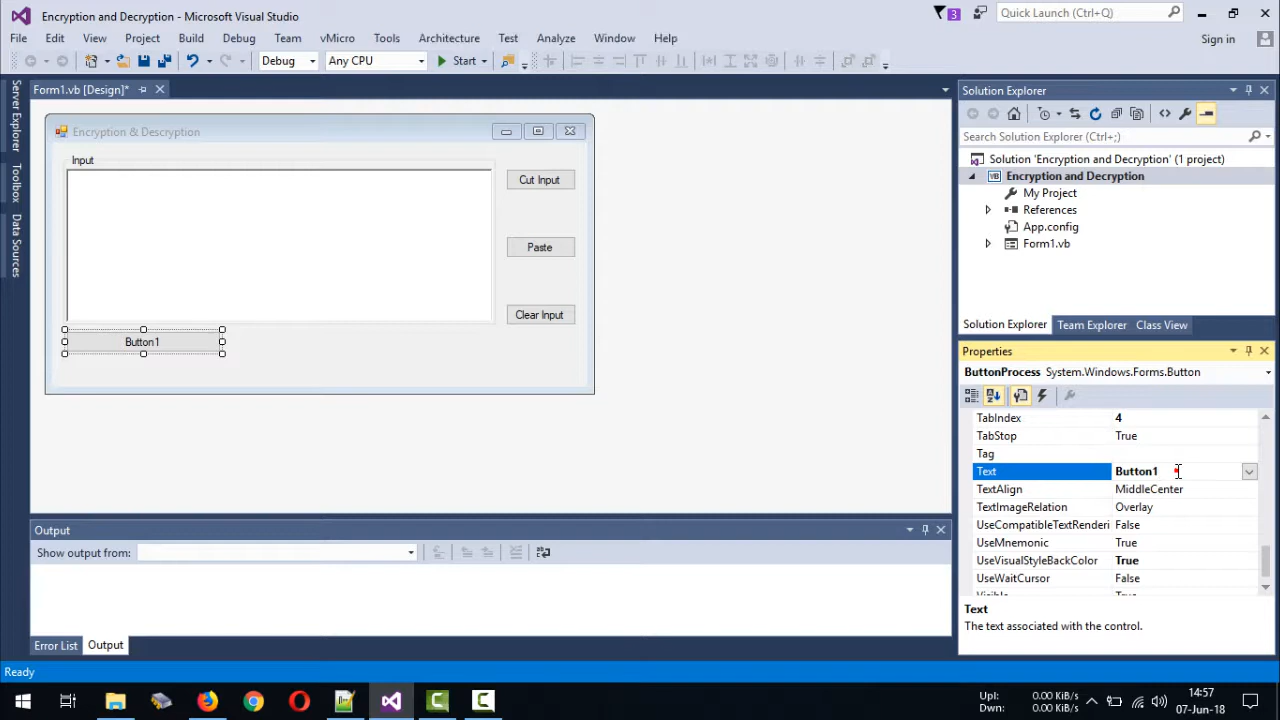 Encryption and Decryption - Microsoft Visual Studio
3
Quick Launch (Ctrl+Q)
File Edit View Project Build Debug Team vMicro Tools Architecture Test Analyze Window Help
Sign in
Debug Any CPU Start
Server Explorer
Toolbox
Data Sources
Form1.vb [Design]*
Encryption & Descryption
Input
Cut Input
Paste
Clear Input
Button1
Solution Explorer
Search Solution Explorer (Ctrl+;)
Solution 'Encryption and Decryption' (1 project)
VB Encryption and Decryption
My Project
References
App.config
Form1.vb
Solution Explorer Team Explorer Class View
Properties
ButtonProcess System.Windows.Forms.Button
TabIndex 4
TabStop True
Tag
Text Button1
TextAlign MiddleCenter
TextImageRelation Overlay
UseCompatibleTextRenderi False
UseMnemonic True
UseVisualStyleBackColor True
UseWaitCursor False
Text
The text associated with the control.
Output
Show output from:
Error List Output
Ready
Upl: 0.00 KiB/s
Dwn: 0.00 KiB/s
14:57
07-Jun-18